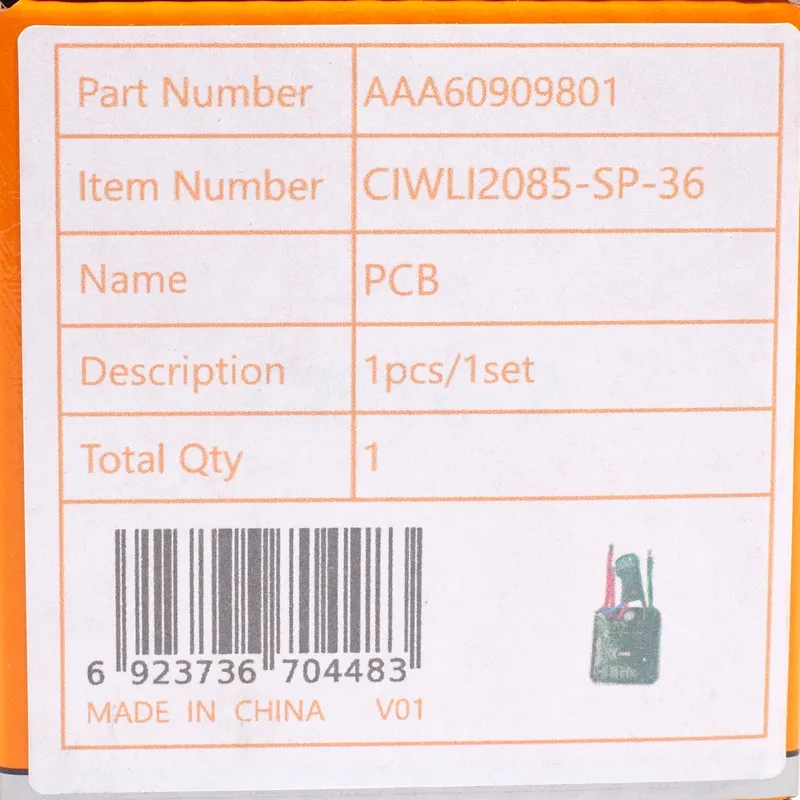 Part Number AAA60909801
Item Number CIWLI2085-SP-36
Name PCB
Description 1pcs/1set
Total Qty 1
6 923736 704483
MADE IN CHINA V01